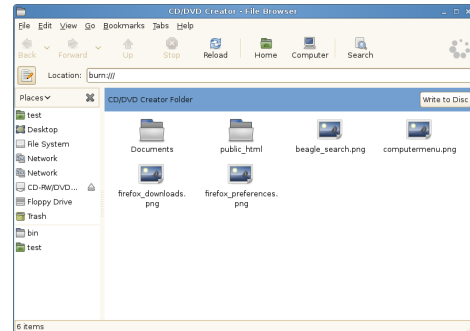 CD/DVD Creator - File Browser
File Edit View Go Bookmarks Tabs Help
Back Forward Up Stop Reload Home Computer Search
Location: burn:///
Places CD/DVD Creator Folder Write to Disc
test
Desktop
File System
Network
Network
CD-RW/DVD...
Floppy Drive
Trash
bin
test
Documents public_html beagle_search.png computermenu.png
firefox_downloads. firefox_preferences.
png png
6 items